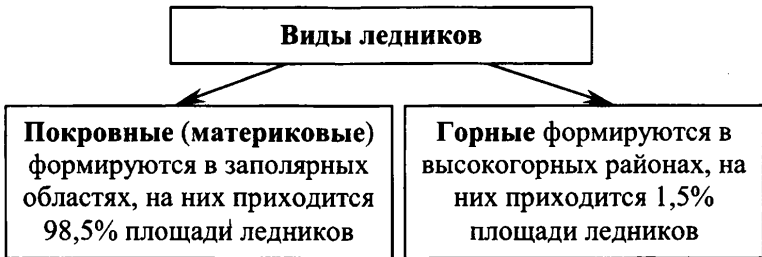 Виды ледников
Покровные (материковые)
формируются в заполярных
областях, на них приходится
98,5% площади ледников
Горные формируются в
высокогорных районах, на
них приходится 1,5%
площади ледников